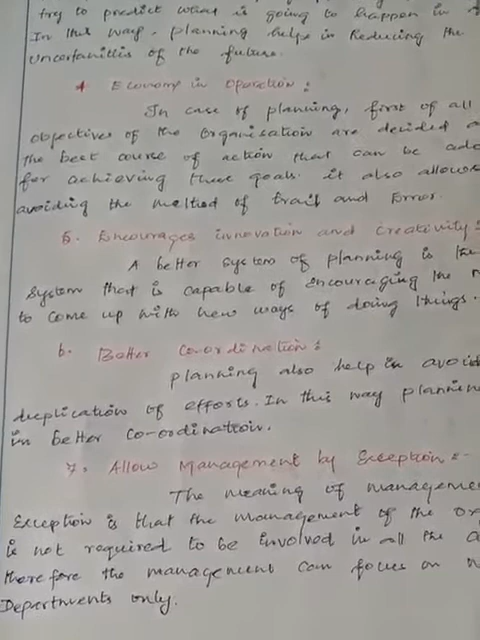 try to predict what is going to happen in
In this way, planning helps in Reducing the
uncertainities of the future.
4 Economy in Operation:
In case of planning, first of all
objectives of the Organisation are decided
the best course of action that can be
for achieving these goals. it also allows
avoiding the method of trail and Error.
5. Encourages innovation and creativity:
A better system of planning is the
system that is capable of encouraging the
to come up with new ways of doing things.
6. Better Co-ordination:
planning also help in avoid
duplication of efforts. In this way plannin
in better Co-ordination.
7. Allow Management by Exception:-
The meaning of manageme
Exception is that the management of the
is not required to be involved in all the
therefore the management can focus on
Departments only.